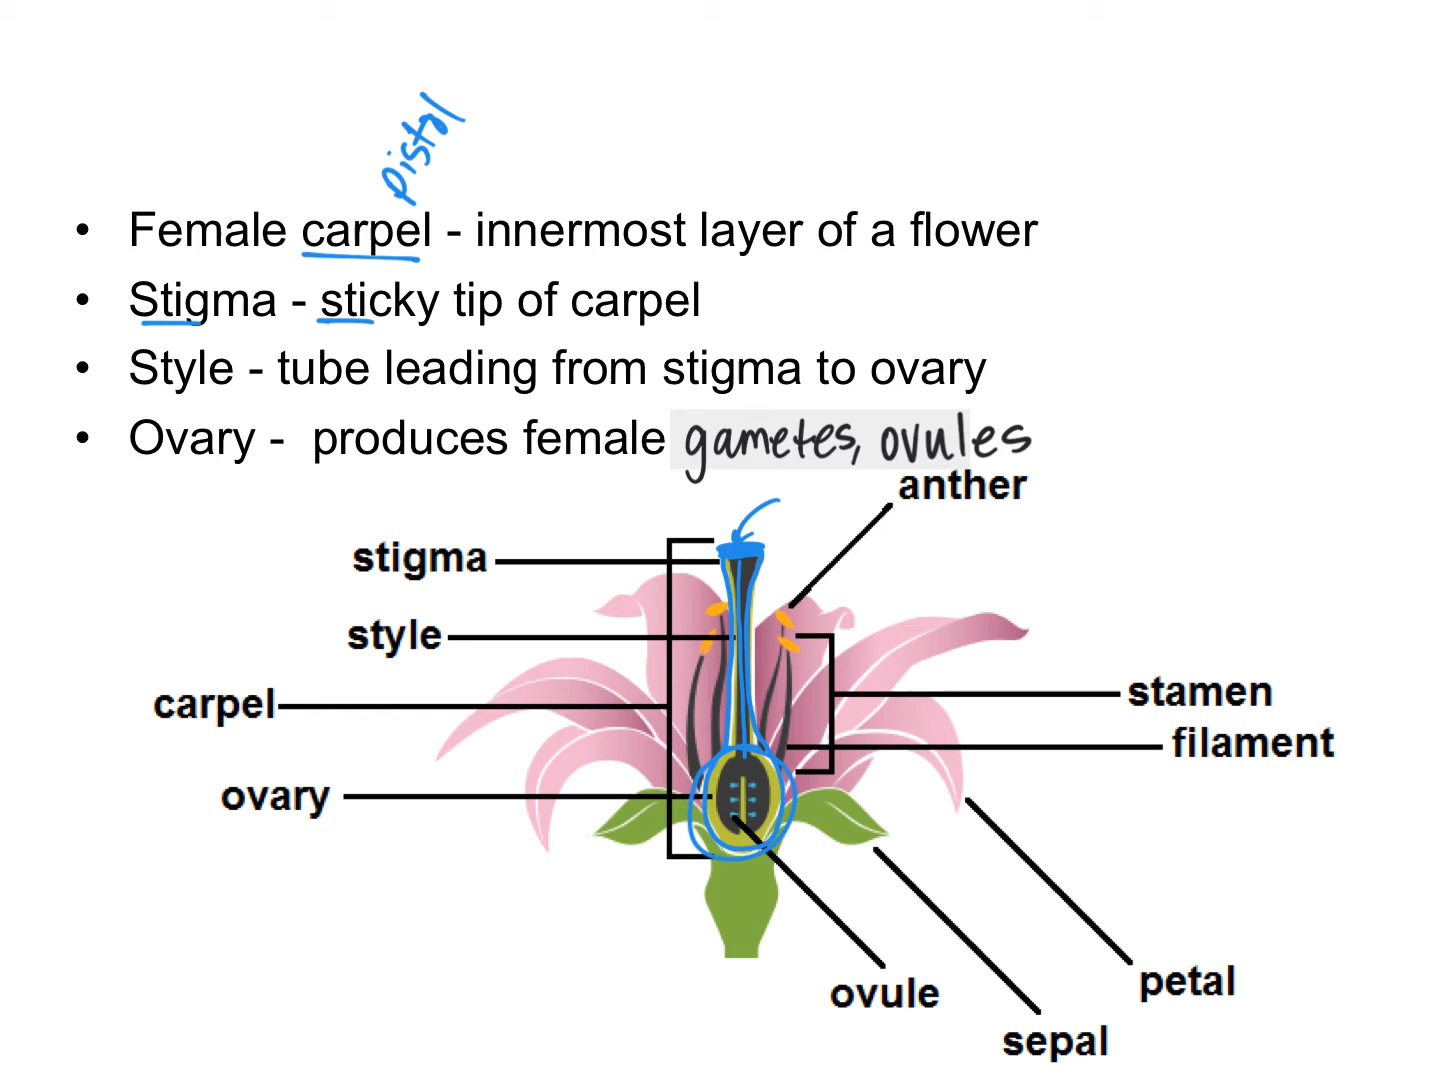 pistol
• Female carpel - innermost layer of a flower
• Stigma - sticky tip of carpel
• Style - tube leading from stigma to ovary
• Ovary - produces female gametes, ovules
anther
stigma
style
carpel
stamen
filament
ovary
ovule
petal
sepal